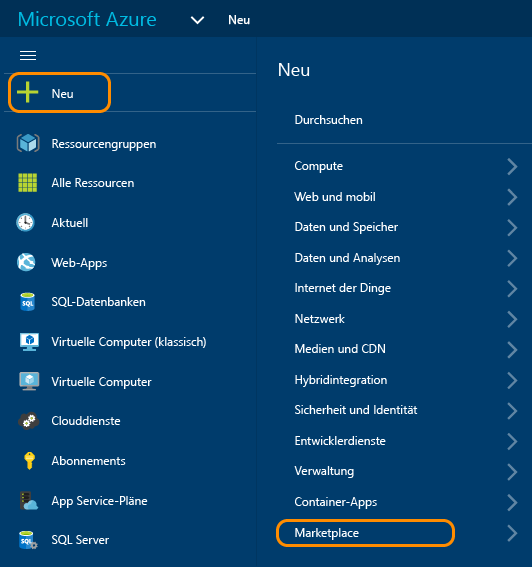 Microsoft Azure
Neu
Neu
Ressourcengruppen
Alle Ressourcen
Aktuell
Web-Apps
SQL-Datenbanken
Virtuelle Computer (klassisch)
Virtuelle Computer
Clouddienste
Abonnements
App Service-Pläne
SQL Server
Neu
Durchsuchen
Compute
Web und mobil
Daten und Speicher
Daten und Analysen
Internet der Dinge
Netzwerk
Medien und CDN
Hybridintegration
Sicherheit und Identität
Entwicklerdienste
Verwaltung
Container-Apps
Marketplace